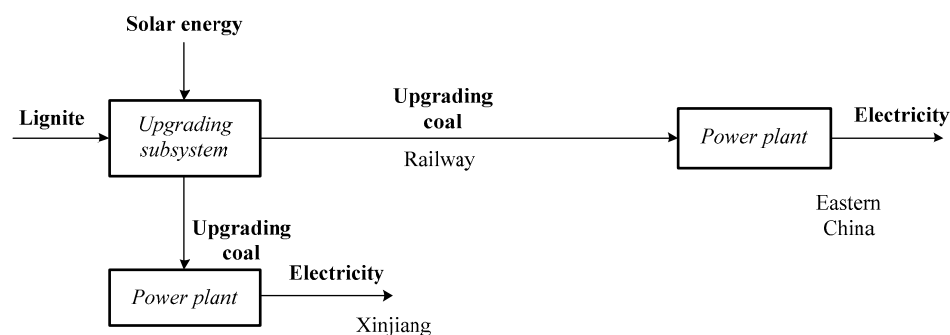 Solar energy
Lignite
Upgrading
subsystem
Upgrading
coal
Railway
Power plant
Electricity
Eastern
China
Upgrading
coal
Power plant
Electricity
Xinjiang